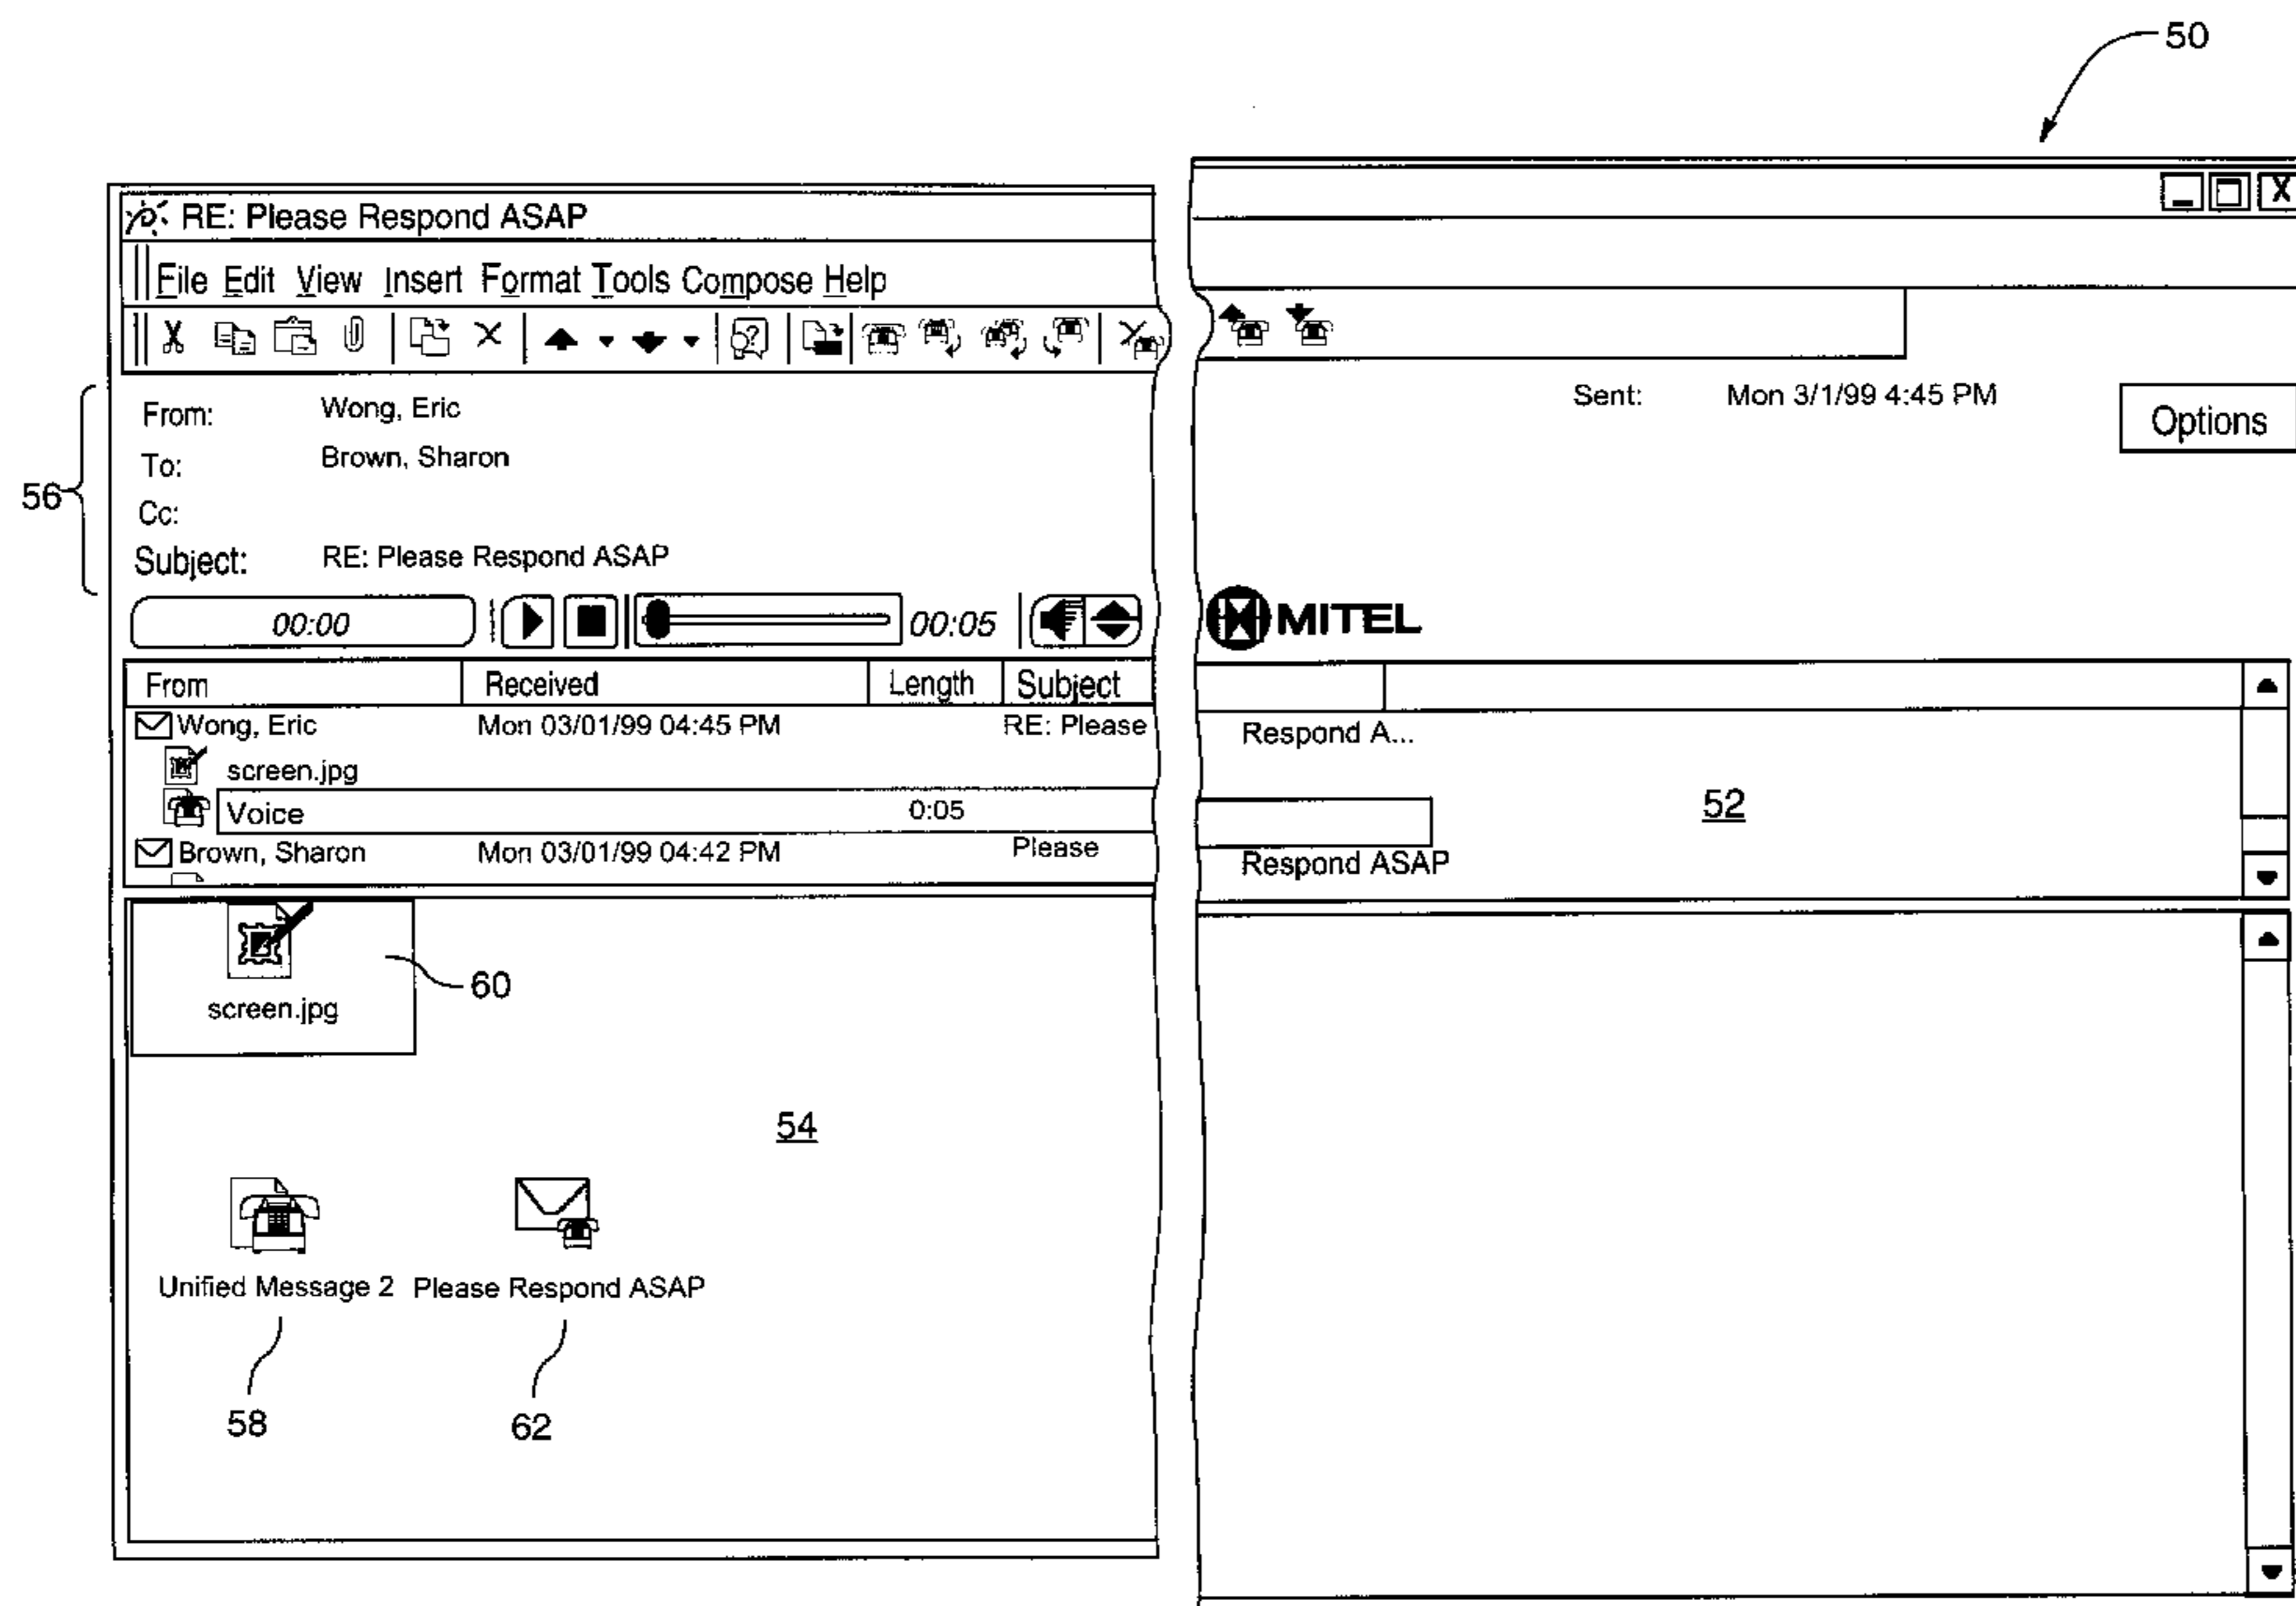 50
RE: Please Respond ASAP
X
File Edit View Insert Format Tools Compose Help
From: Wong, Eric
Sent: Mon 3/1/99 4:45 PM
Options
To: Brown, Sharon
56
Cc:
Subject: RE: Please Respond ASAP
00:00 00:05 MITEL
From Received Length Subject
Wong, Eric Mon 03/01/99 04:45 PM RE: Please Respond A...
screen.jpg
Voice 0:05
52
Brown, Sharon Mon 03/01/99 04:42 PM Please Respond ASAP
60
screen.jpg
54
Unified Message 2 Please Respond ASAP
58 62